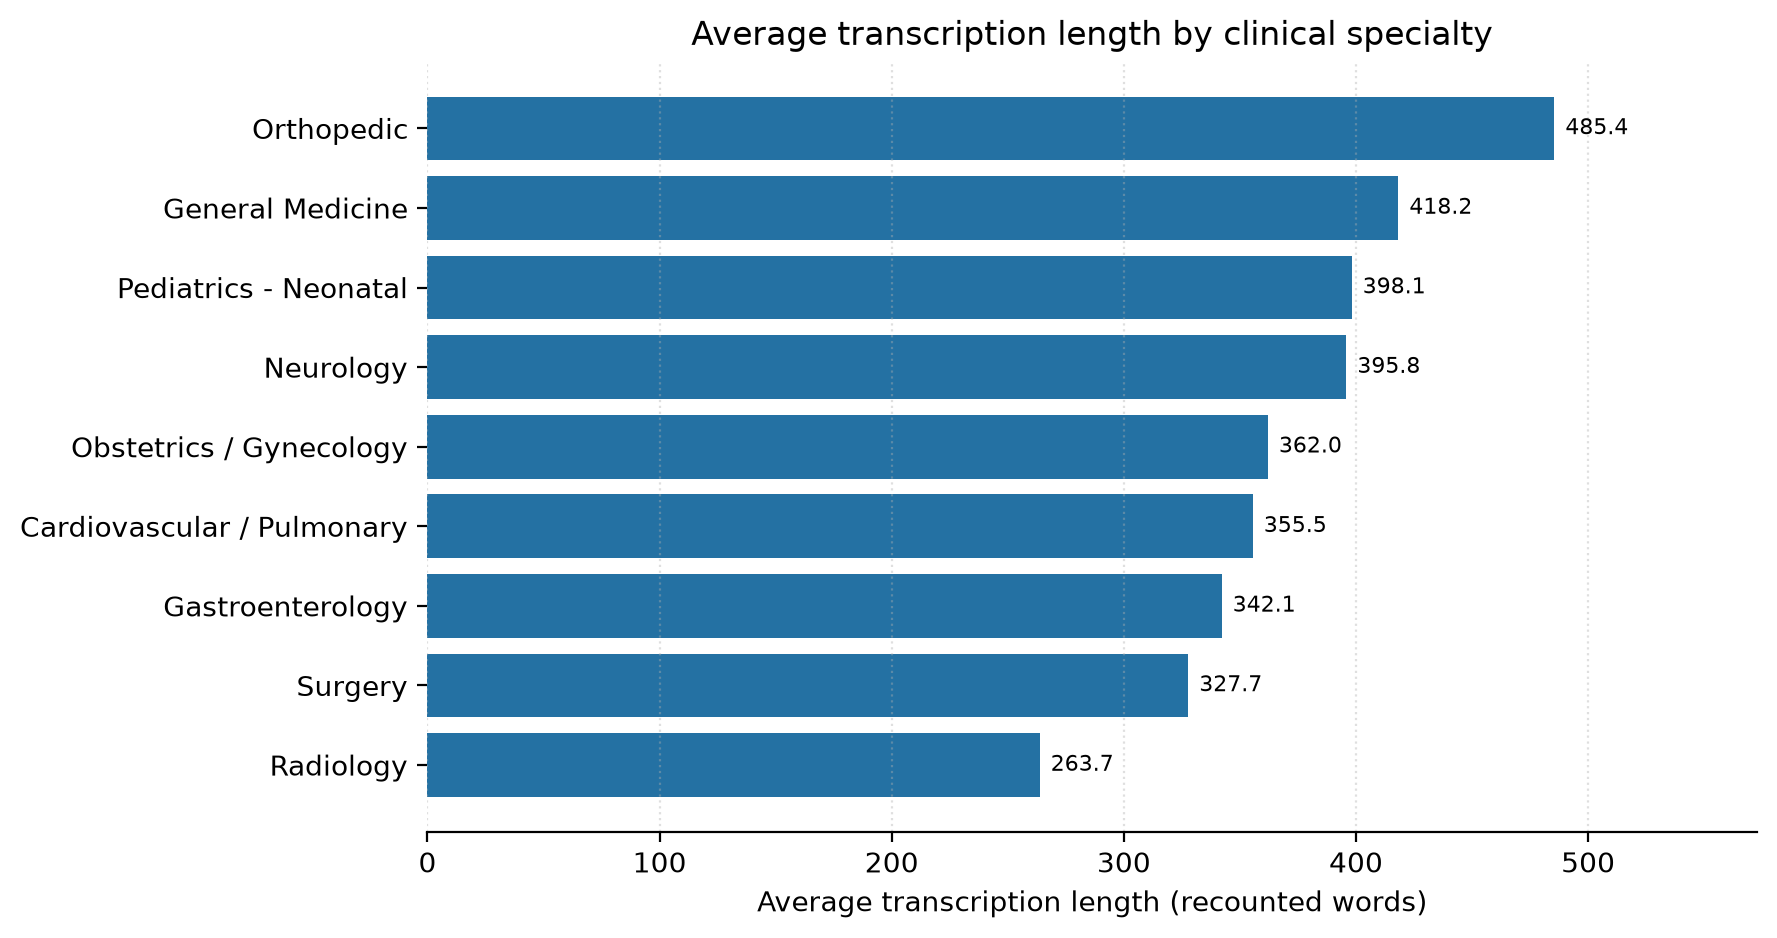 Average transcription length by clinical specialty
Orthopedic 485.4
General Medicine 418.2
Pediatrics - Neonatal 398.1
Neurology 395.8
Obstetrics / Gynecology 362.0
Cardiovascular / Pulmonary 355.5
Gastroenterology 342.1
Surgery 327.7
Radiology 263.7
0 100 200 300 400 500
Average transcription length (recounted words)